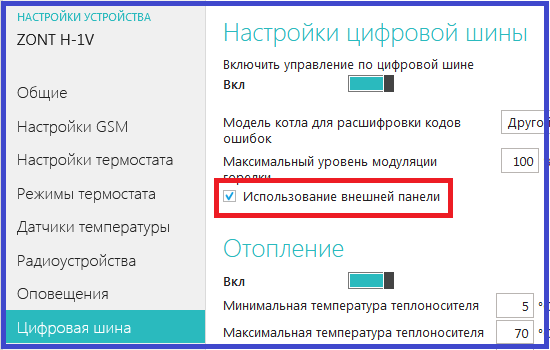 НАСТРОЙКИ УСТРОЙСТВА
ZONT H-1V
Общие
Настройки GSM
Настройки термостата
Режимы термостата
Датчики температуры
Радиоустройства
Оповещения
Цифровая шина
Настройки цифровой шины
Включить управление по цифровой шине
Вкл
Модель котла для расшифровки кодов
ошибок
Другой
Максимальный уровень модуляции
горелки
100
Использование внешней панели
Отопление
Вкл
Минимальная температура теплоносителя
5 °
Максимальная температура теплоносителя
70 °